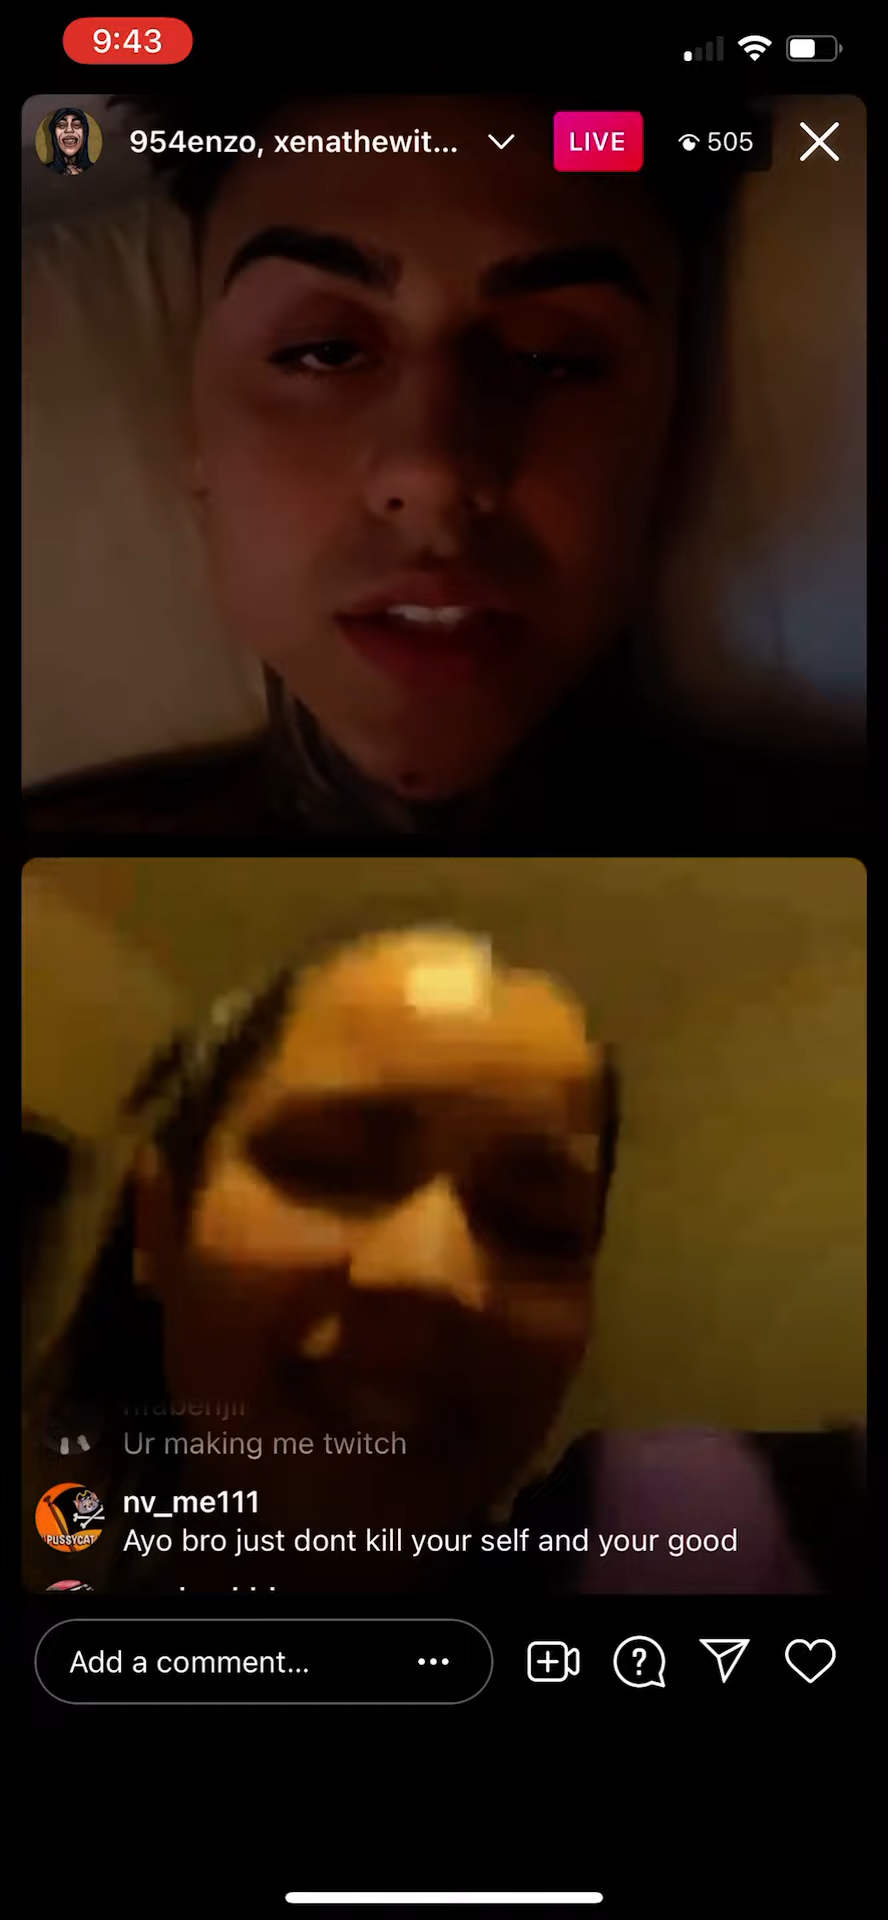 9:43
954enzo, xenathewit...
LIVE
505
Ur making me twitch
nv_me111
PUSSYCAT
Ayo bro just dont kill your self and your good
Add a comment...